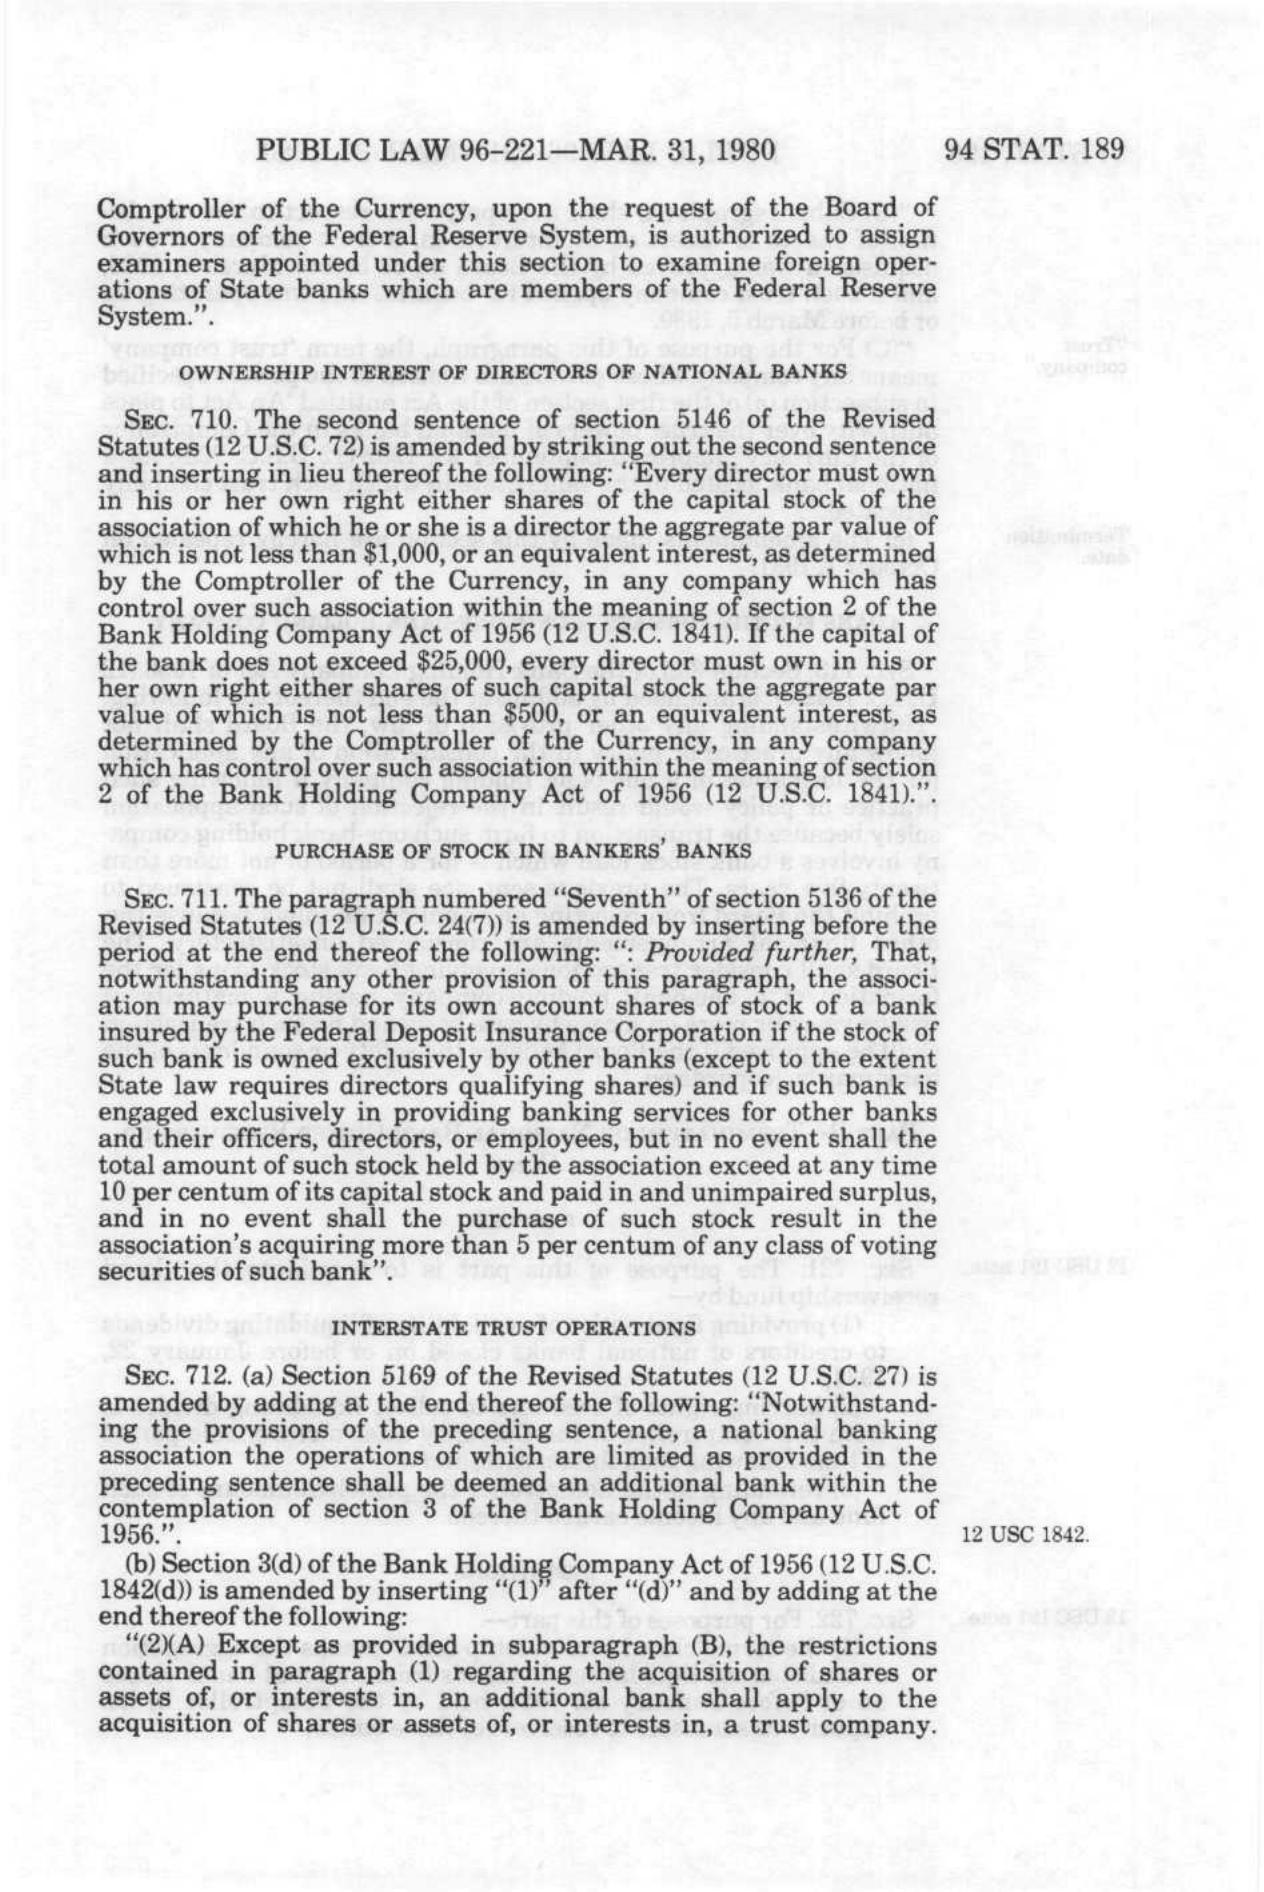 PUBLIC LAW 96-221—MAR. 31, 1980 94 STAT. 189
Comptroller of the Currency, upon the request of the Board of
Governors of the Federal Reserve System, is authorized to assign
examiners appointed under this section to examine foreign oper-
ations of State banks which are members of the Federal Reserve
System.".
OWNERSHIP INTEREST OF DIRECTORS OF NATIONAL BANKS
SEC. 710. The second sentence of section 5146 of the Revised
Statutes (12 U.S.C. 72) is amended by striking out the second sentence
and inserting in lieu thereof the following: "Every director must own
in his or her own right either shares of the capital stock of the
association of which he or she is a director the aggregate par value of
which is not less than $1,000, or an equivalent interest, as determined
by the Comptroller of the Currency, in any company which has
control over such association within the meaning of section 2 of the
Bank Holding Company Act of 1956 (12 U.S.C. 1841). If the capital of
the bank does not exceed $25,000, every director must own in his or
her own right either shares of such capital stock the aggregate par
value of which is not less than $500, or an equivalent interest, as
determined by the Comptroller of the Currency, in any company
which has control over such association within the meaning of section
2 of the Bank Holding Company Act of 1956 (12 U.S.C. 1841).".
PURCHASE OF STOCK IN BANKERS' BANKS
SEC. 711. The paragraph numbered "Seventh" of section 5136 of the
Revised Statutes (12 U.S.C. 24(7)) is amended by inserting before the
period at the end thereof the following: ": Provided further, That,
notwithstanding any other provision of this paragraph, the associ-
ation may purchase for its own account shares of stock of a bank
insured by the Federal Deposit Insurance Corporation if the stock of
such bank is owned exclusively by other banks (except to the extent
State law requires directors qualifying shares) and if such bank is
engaged exclusively in providing banking services for other banks
and their officers, directors, or employees, but in no event shall the
total amount of such stock held by the association exceed at any time
10 per centum of its capital stock and paid in and unimpaired surplus,
and in no event shall the purchase of such stock result in the
association's acquiring more than 5 per centum of any class of voting
securities of such bank".
INTERSTATE TRUST OPERATIONS
SEC. 712. (a) Section 5169 of the Revised Statutes (12 U.S.C. 27) is
amended by adding at the end thereof the following: "Notwithstand-
ing the provisions of the preceding sentence, a national banking
association the operations of which are limited as provided in the
preceding sentence shall be deemed an additional bank within the
contemplation of section 3 of the Bank Holding Company Act of
1956.". 12 USC 1842.
(b) Section 3(d) of the Bank Holding Company Act of 1956 (12 U.S.C.
1842(d)) is amended by inserting "(1)" after "(d)" and by adding at the
end thereof the following:
"(2)(A) Except as provided in subparagraph (B), the restrictions
contained in paragraph (1) regarding the acquisition of shares or
assets of, or interests in, an additional bank shall apply to the
acquisition of shares or assets of, or interests in, a trust company.